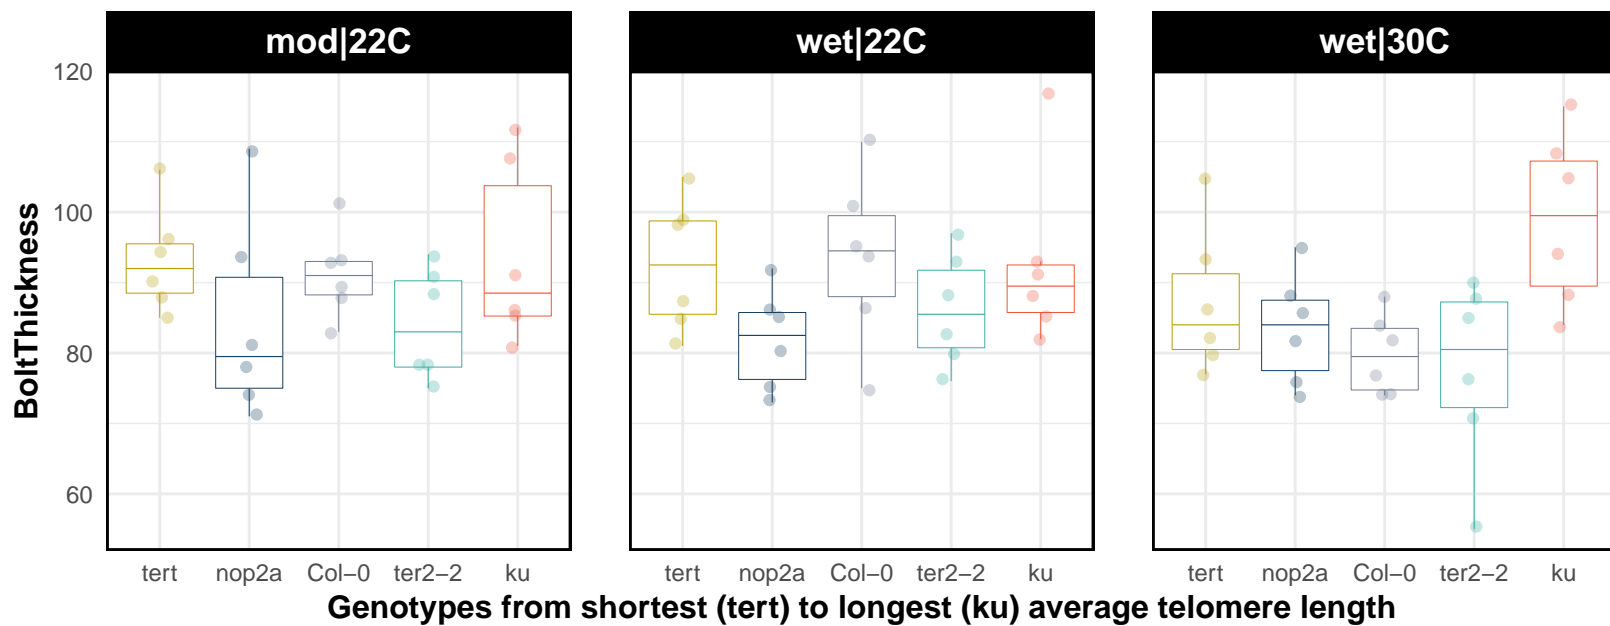 mod|22C wet|22C wet|30C
120
100
80
60
BoltThickness
tert nop2a Col−0 ter2−2 ku tert nop2a Col−0 ter2−2 ku tert nop2a Col−0 ter2−2 ku
Genotypes from shortest (tert) to longest (ku) average telomere length